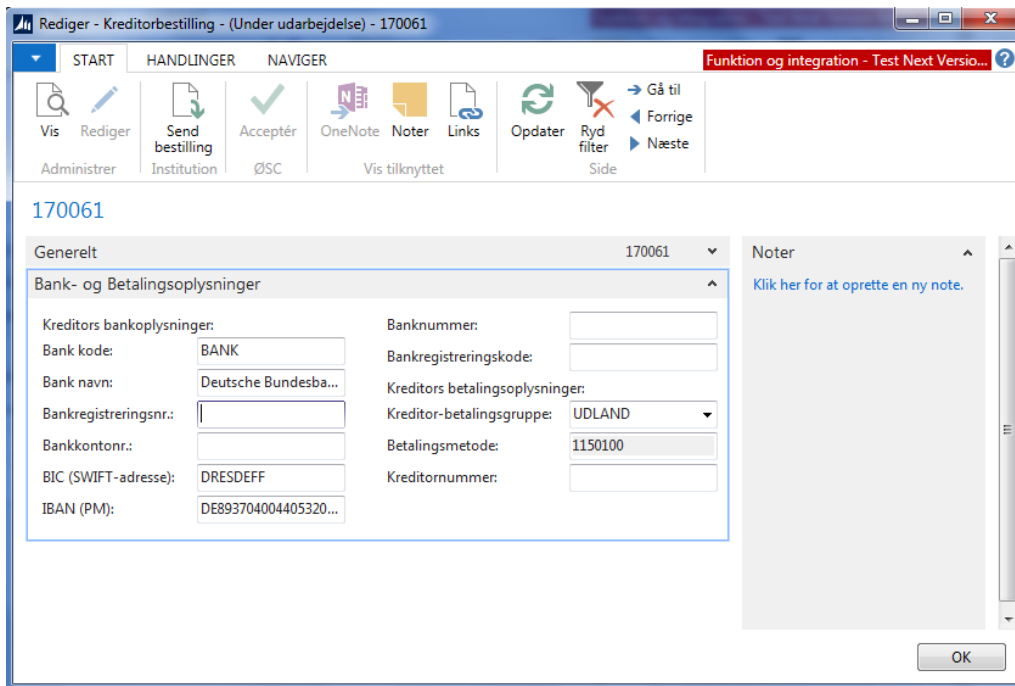 Rediger - Kreditorbestilling - (Under udarbejdelse) - 170061
START HANDLINGER NAVIGER
Funktion og integration - Test Next Versio...
Vis
Rediger
Administrer
Send bestilling
Institution
Acceptér
ØSC
OneNote
Noter
Links
Vis tilknyttet
Opdater
Ryd filter
Gå til
Forrige
Næste
Side
170061
Generelt 170061
Bank- og Betalingsoplysninger
Kreditors bankoplysninger:
Bank kode: BANK
Bank navn: Deutsche Bundesba...
Bankregistreringsnr.:
Bankkontonr.:
BIC (SWIFT-adresse): DRESDEFF
IBAN (PM): DE893704004405320...
Banknummer:
Bankregistreringskode:
Kreditors betalingsoplysninger:
Kreditor-betalingsgruppe: UDLAND
Betalingsmetode: 1150100
Kreditornummer:
Noter
Klik her for at oprette en ny note.
OK